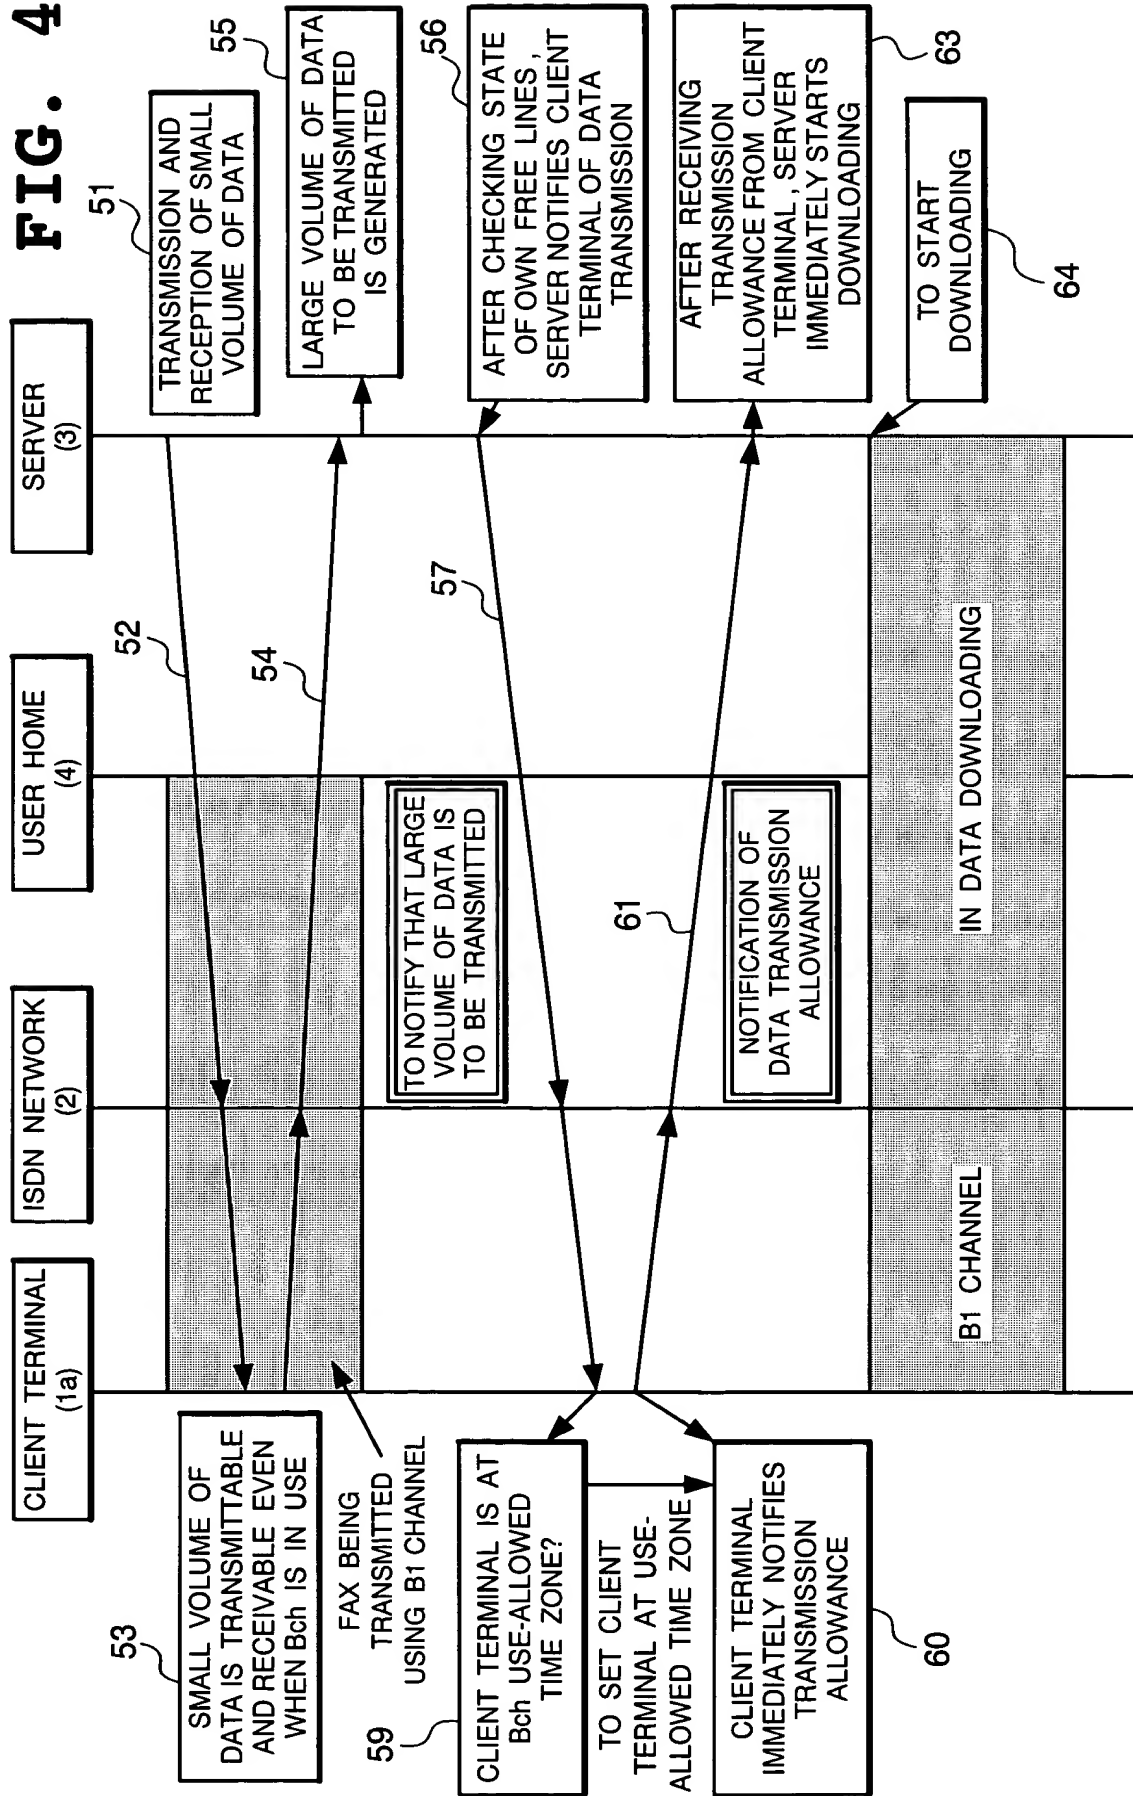 FIG. 4
CLIENT TERMINAL
(1a)
ISDN NETWORK
(2)
USER HOME
(4)
SERVER
(3)
51
TRANSMISSION AND
RECEPTION OF SMALL
VOLUME OF DATA
52
53
SMALL VOLUME OF
DATA IS TRANSMITTABLE
AND RECEIVABLE EVEN
WHEN Bch IS IN USE
54
55
LARGE VOLUME OF DATA
TO BE TRANSMITTED
IS GENERATED
FAX BEING
TRANSMITTED
USING B1 CHANNEL
TO NOTIFY THAT LARGE
VOLUME OF DATA IS
TO BE TRANSMITTED
56
AFTER CHECKING STATE
OF OWN FREE LINES,
SERVER NOTIFIES CLIENT
TERMINAL OF DATA
TRANSMISSION
57
59
CLIENT TERMINAL IS AT
Bch USE-ALLOWED
TIME ZONE?
TO SET CLIENT
TERMINAL AT USE-
ALLOWED TIME ZONE
CLIENT TERMINAL
IMMEDIATELY NOTIFIES
TRANSMISSION
ALLOWANCE
60
61
NOTIFICATION OF
DATA TRANSMISSION
ALLOWANCE
AFTER RECEIVING
TRANSMISSION
ALLOWANCE FROM CLIENT
TERMINAL, SERVER
IMMEDIATELY STARTS
DOWNLOADING
63
TO START
DOWNLOADING
64
B1 CHANNEL
IN DATA DOWNLOADING